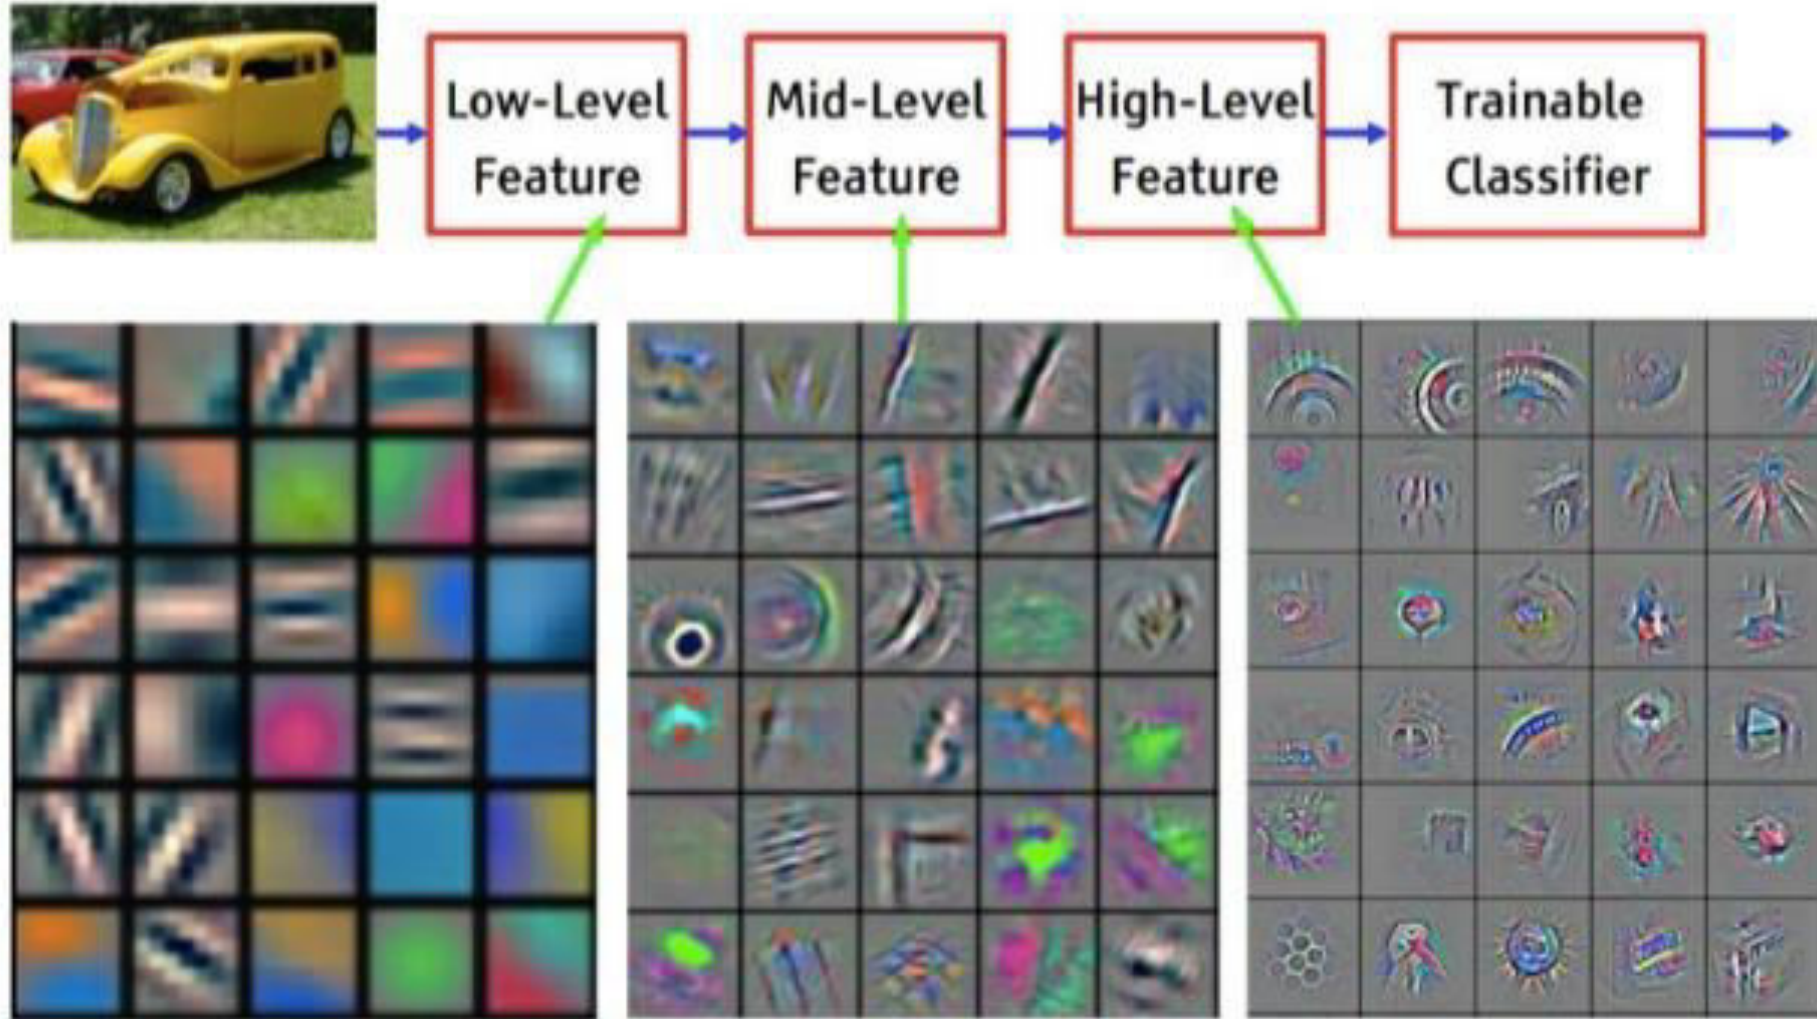 Low-Level
Feature
Mid-Level
Feature
High-Level
Feature
Trainable
Classifier